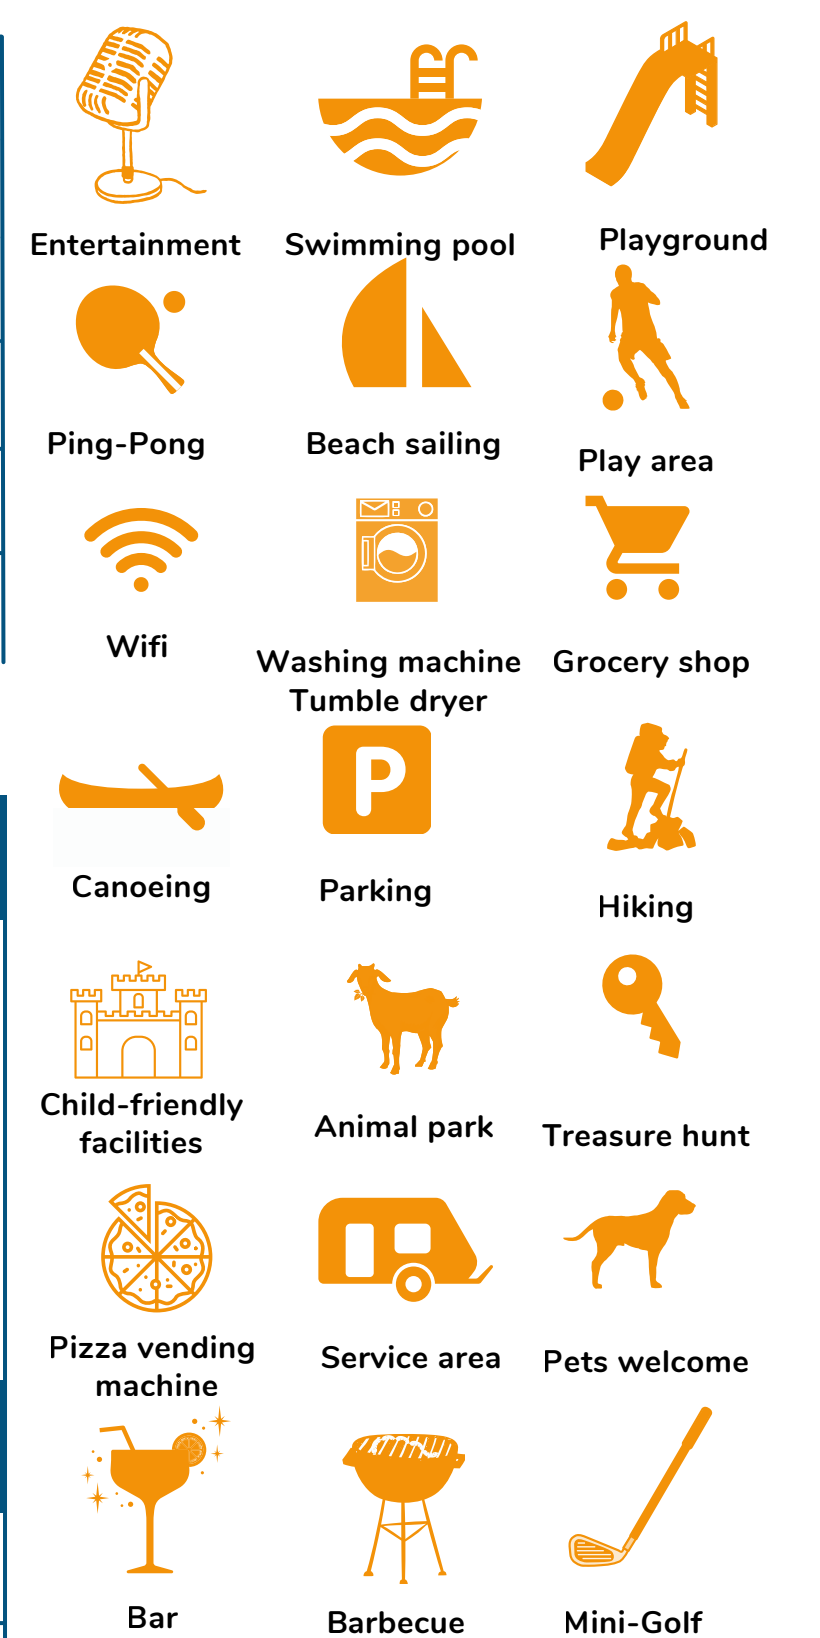 Entertainment
Swimming pool
Playground
Ping-Pong
Beach sailing
Play area
Wifi
Washing machine
Tumble dryer
Grocery shop
P
Canoeing
Parking
Hiking
Child-friendly
facilities
Animal park
Treasure hunt
Pizza vending
machine
Service area
Pets welcome
Bar
Barbecue
Mini-Golf